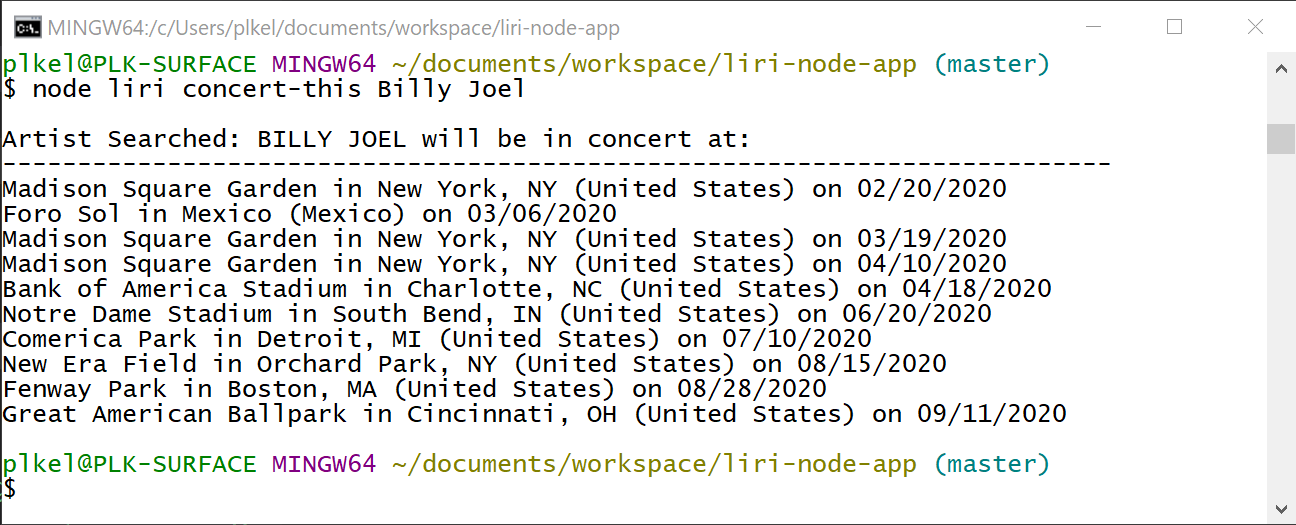 MINGW64:/c/Users/plkel/documents/workspace/liri-node-app
plkel@PLK-SURFACE MINGW64 ~/documents/workspace/liri-node-app (master)
$ node liri concert-this Billy Joel
Artist Searched: BILLY JOEL will be in concert at:
--------------------------------------------------------------------------
Madison Square Garden in New York, NY (United States) on 02/20/2020
Foro Sol in Mexico (Mexico) on 03/06/2020
Madison Square Garden in New York, NY (United States) on 03/19/2020
Madison Square Garden in New York, NY (United States) on 04/10/2020
Bank of America Stadium in Charlotte, NC (United States) on 04/18/2020
Notre Dame Stadium in South Bend, IN (United States) on 06/20/2020
Comerica Park in Detroit, MI (United States) on 07/10/2020
New Era Field in Orchard Park, NY (United States) on 08/15/2020
Fenway Park in Boston, MA (United States) on 08/28/2020
Great American Ballpark in Cincinnati, OH (United States) on 09/11/2020
plkel@PLK-SURFACE MINGW64 ~/documents/workspace/liri-node-app (master)
$